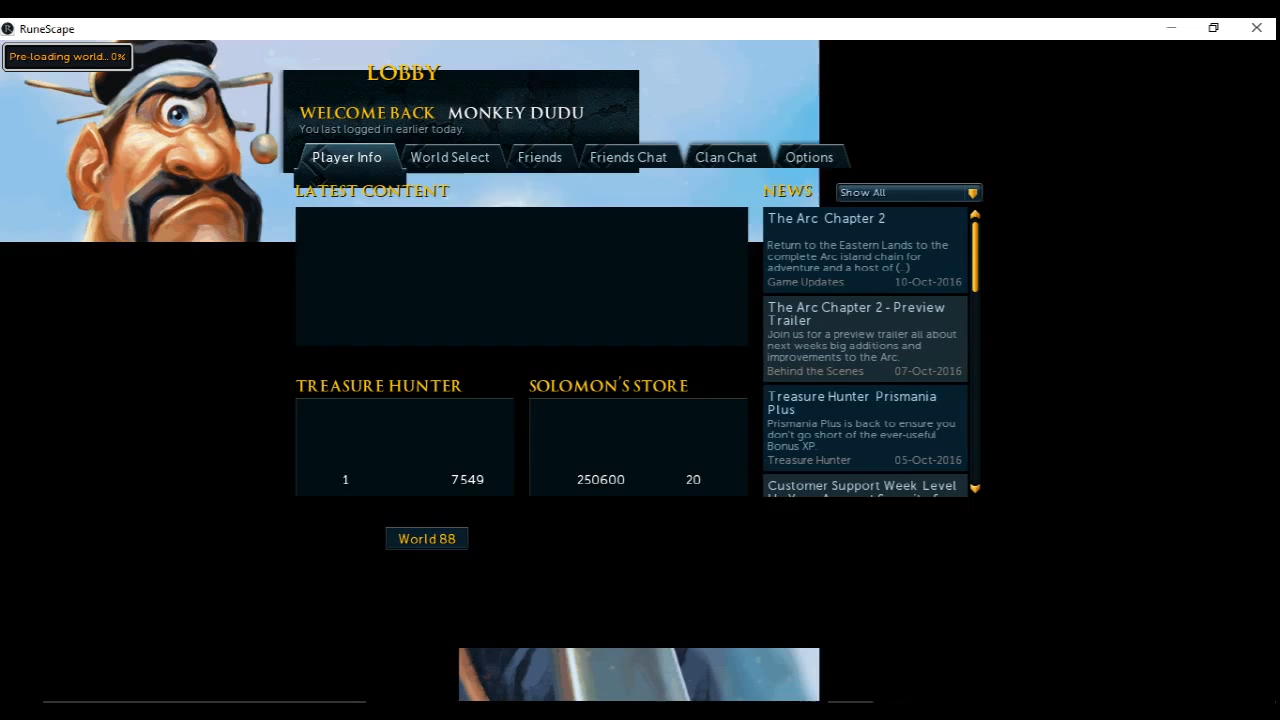 RuneScape
Pre-loading world... 0%
LOBBY
WELCOME BACK MONKEY DUDU
You last logged in earlier today.
Player Info
World Select
Friends
Friends Chat
Clan Chat
Options
LATEST CONTENT
NEWS
Show All
The Arc Chapter 2
Return to the Eastern Lands to the
complete Arc island chain for
adventure and a host of (..)
Game Updates 10-Oct-2016
The Arc Chapter 2 - Preview
Trailer
Join us for a preview trailer all about
next weeks big additions and
improvements to the Arc.
Behind the Scenes 07-Oct-2016
Treasure Hunter Prismania
Plus
Prismania Plus is back to ensure you
don't go short of the ever-useful
Bonus XP.
Treasure Hunter 05-Oct-2016
Customer Support Week Level
TREASURE HUNTER
1 7549
SOLOMON'S STORE
250600 20
World 88